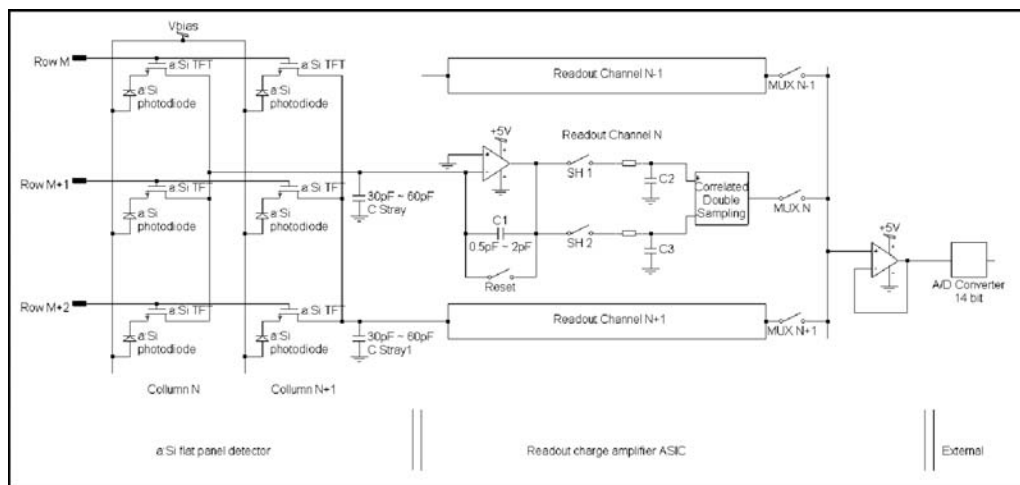 Vbias
Row M
a:Si TFT
a:Si TFT
a:Si
photodiode
a:Si
photodiode
Readout Channel N-1
MUX N-1
+5V
Readout Channel N
SH 1
C2
Row M+1
a:Si TFT
a:Si TFT
a:Si
photodiode
a:Si
photodiode
30pF ~ 60pF
C Stray
C1
0.5pF ~ 2pF
SH 2
C3
Correlated
Double
Sampling
MUX N
Reset
+5V
A/D Converter
14 bit
Row M+2
a:Si TFT
a:Si TFT
a:Si
photodiode
a:Si
photodiode
30pF ~ 60pF
C Stray1
Readout Channel N+1
MUX N+1
Collumn N
Collumn N+1
a:Si flat panel detector
Readout charge amplifier ASIC
External